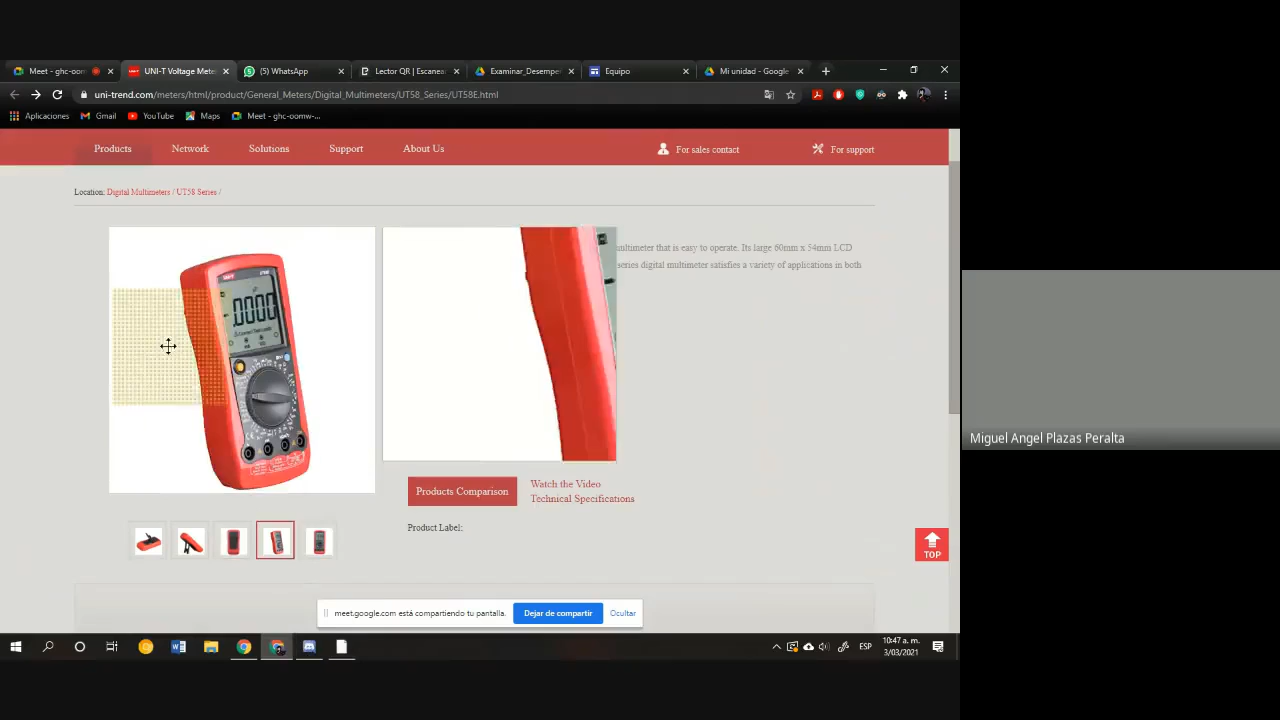 Meet - ghc-oom
UNI-T Voltage Mete
(5) WhatsApp
Lector QR | Escanea
Examinar_Desempe
Equipo
Mi unidad - Google
uni-trend.com/meters/html/product/General_Meters/Digital_Multimeters/UT58_Series/UT58E.html
Aplicaciones
Gmail
YouTube
Maps
Meet - ghc-oomw-...
Products
Network
Solutions
Support
About Us
For sales contact
For support
Location: Digital Multimeters / UT58 Series /
ultimeter that is easy to operate. Its large 60mm x 54mm LCD
series digital multimeter satisfies a variety of applications in both
.0000
Products Comparison
Watch the Video
Technical Specifications
Product Label:
TOP
meet.google.com está compartiendo tu pantalla.
Dejar de compartir
Ocultar
ESP
10:47 a. m.
3/03/2021
Miguel Angel Plazas Peralta